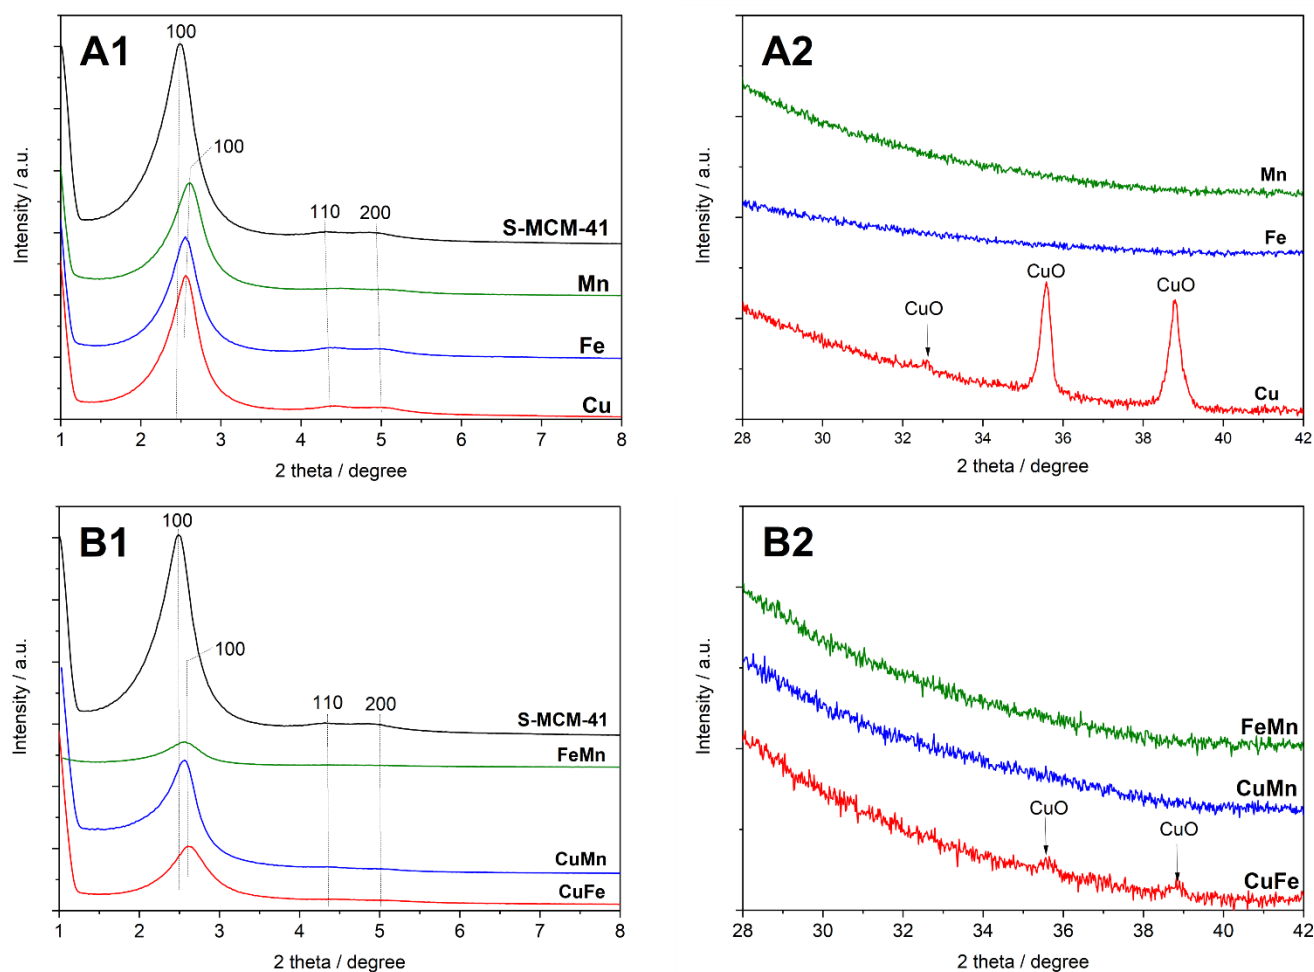 A1
100
100
110 200
S-MCM-41
Mn
Fe
Cu
Intensity / a.u.
1 2 3 4 5 6 7 8
2 theta / degree
A2
Mn
Fe
CuO
CuO
CuO
Cu
Intensity / a.u.
28 30 32 34 36 38 40 42
2 theta / degree
B1
100
100
110 200
S-MCM-41
FeMn
CuMn
CuFe
Intensity / a.u.
1 2 3 4 5 6 7 8
2 theta / degree
B2
FeMn
CuMn
CuO
CuO
CuFe
Intensity / a.u.
28 30 32 34 36 38 40 42
2 theta / degree